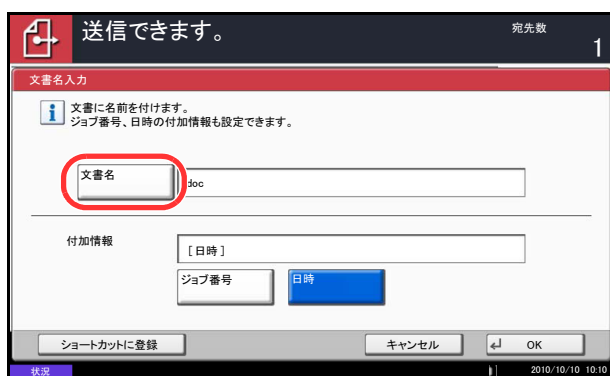 送信できます。
宛先数
1
文書名入力
文書に名前を付けます。
ジョブ番号、日時の付加情報も設定できます。
文書名
doc
付加情報
[日時]
ジョブ番号
日時
ショートカットに登録
キャンセル
OK
状況
2010/10/10 10:10